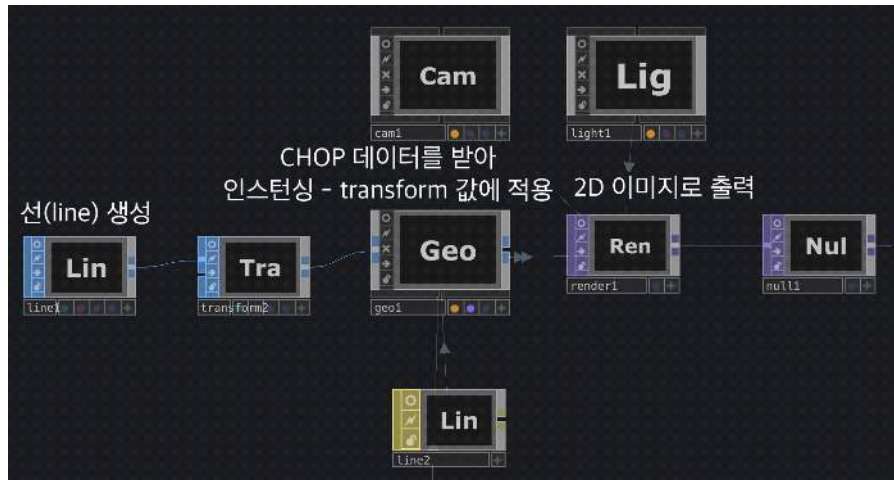 Cam
Lig
cam1
light1
CHOP 데이터를 받아
인스턴싱 - transform 값에 적용
2D 이미지로 출력
선(line) 생성
Lin
Tra
Geo
Ren
Nul
line1
transform2
geo1
render1
null1
Lin
line2